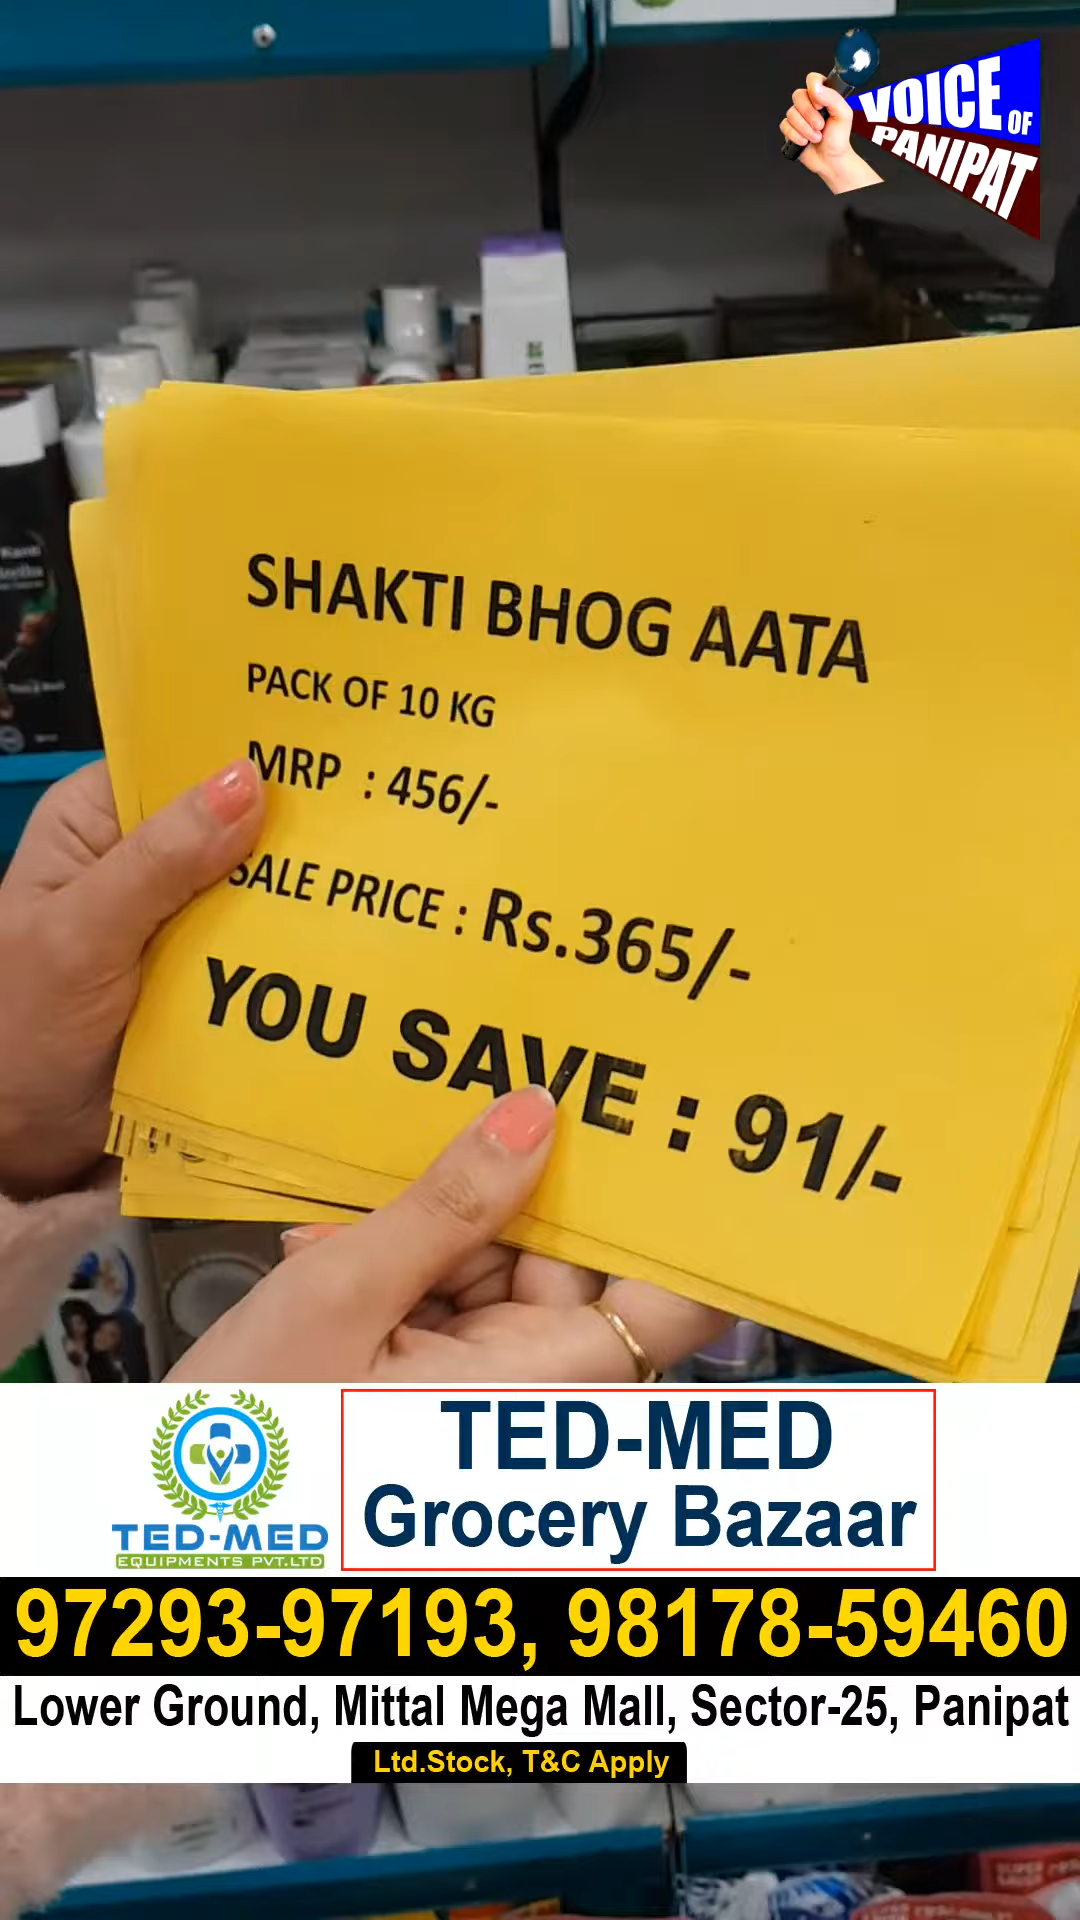 VOICE OF
PANIPAT
SHAKTI BHOG AATA
PACK OF 10 KG
MRP : 456/-
SALE PRICE : Rs.365/-
YOU SAVE : 91/-
TED-MED
EQUIPMENTS PVT.LTD
TED-MED
Grocery Bazaar
97293-97193, 98178-59460
Lower Ground, Mittal Mega Mall, Sector-25, Panipat
Ltd.Stock, T&C Apply